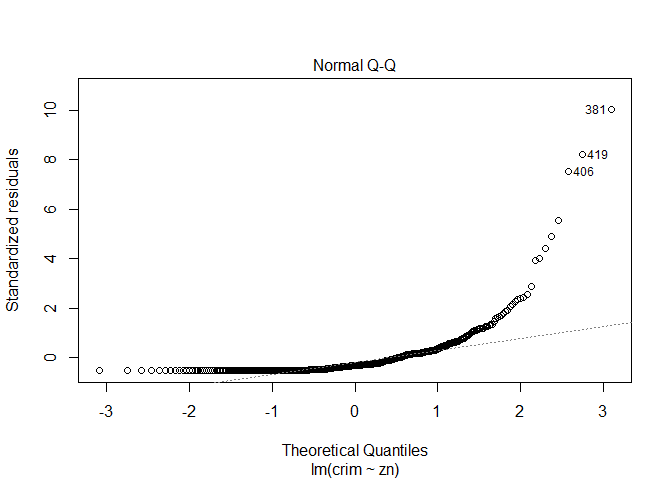 Normal Q-Q
Standardized residuals
10
8
6
4
2
0
381
419
406
-3 -2 -1 0 1 2 3
Theoretical Quantiles
lm(crim ~ zn)